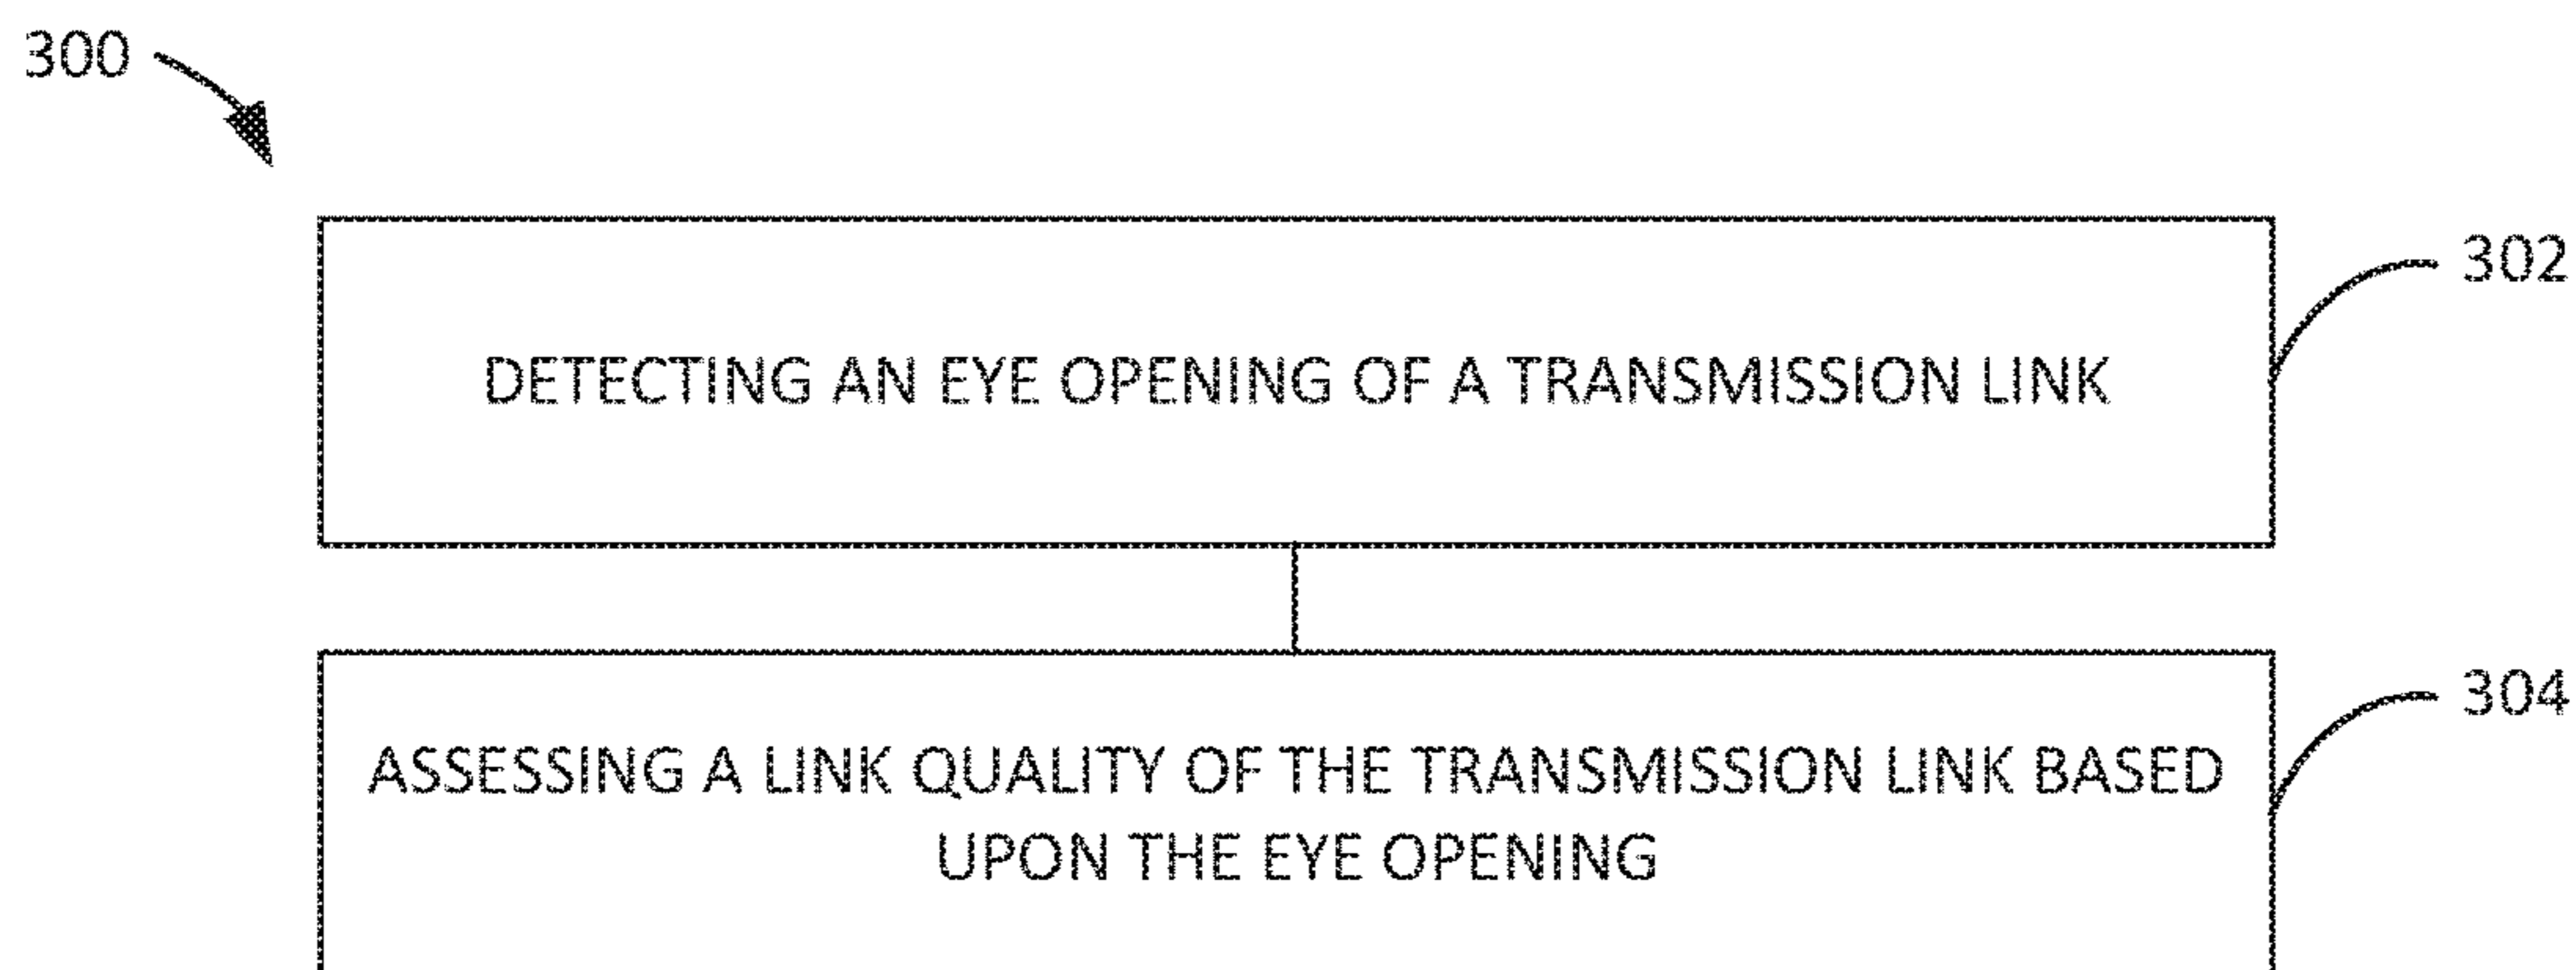 300
302
DETECTING AN EYE OPENING OF A TRANSMISSION LINK
304
ASSESSING A LINK QUALITY OF THE TRANSMISSION LINK BASED
UPON THE EYE OPENING